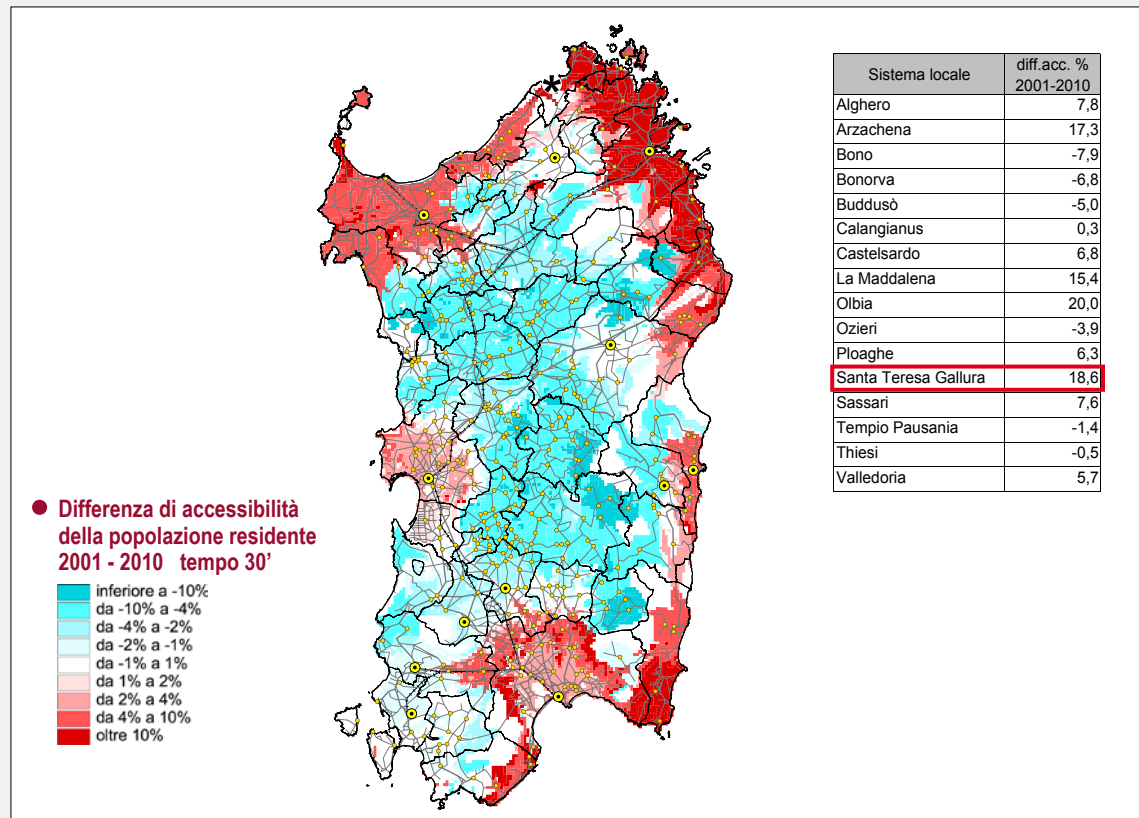 Sistema locale diff.acc. % 2001-2010
Alghero 7,8
Arzachena 17,3
Bono -7,9
Bonorva -6,8
Buddusò -5,0
Calangianus 0,3
Castelsardo 6,8
La Maddalena 15,4
Olbia 20,0
Ozieri -3,9
Ploaghe 6,3
Santa Teresa Gallura 18,6
Sassari 7,6
Tempio Pausania -1,4
Thiesi -0,5
Valledoria 5,7
Differenza di accessibilità
della popolazione residente
2001 - 2010 tempo 30’
inferiore a -10%
da -10% a -4%
da -4% a -2%
da -2% a -1%
da -1% a 1%
da 1% a 2%
da 2% a 4%
da 4% a 10%
oltre 10%
*